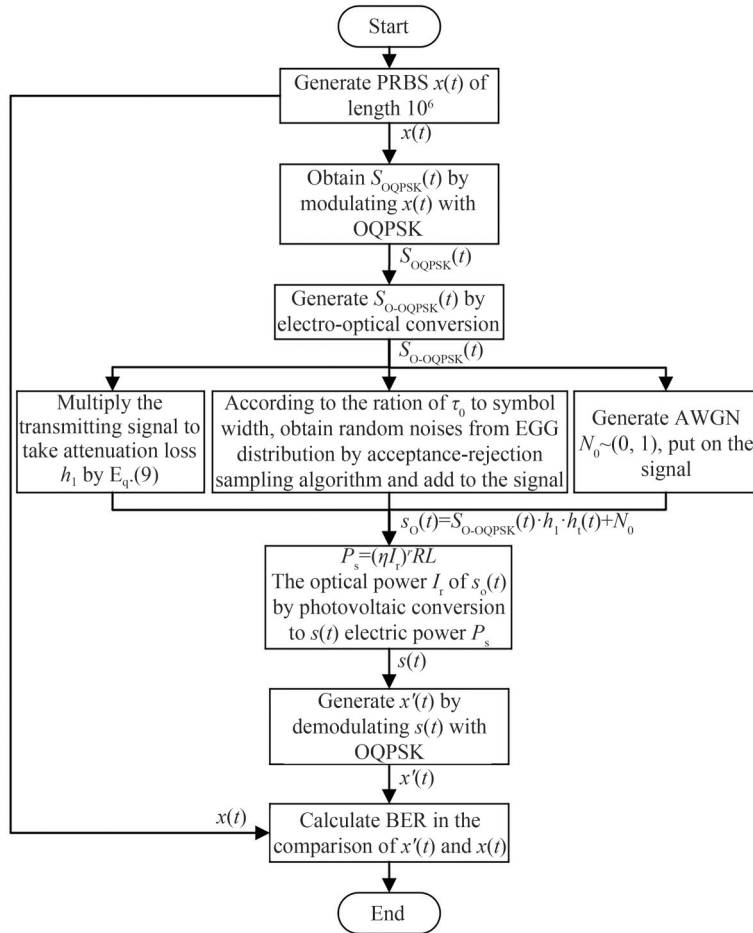 Start
Generate PRBS x(t) of
length 10⁶
x(t)
Obtain S_OQPSK(t) by
modulating x(t) with
OQPSK
S_OQPSK(t)
Generate S_O-OQPSK(t) by
electro-optical conversion
S_O-OQPSK(t)
Multiply the
transmitting signal to
take attenuation loss
h₁ by E_q.(9)
According to the ration of τ₀ to symbol
width, obtain random noises from EGG
distribution by acceptance-rejection
sampling algorithm and add to the signal
Generate AWGN
N₀~(0, 1), put on the
signal
s_O(t)=S_O-OQPSK(t)·h₁·h_t(t)+N₀
P_s=(ηI_r)^r RL
The optical power I_r of s_o(t)
by photovoltaic conversion
to s(t) electric power P_s
s(t)
Generate x′(t) by
demodulating s(t) with
OQPSK
x′(t)
x(t)
Calculate BER in the
comparison of x′(t) and x(t)
End